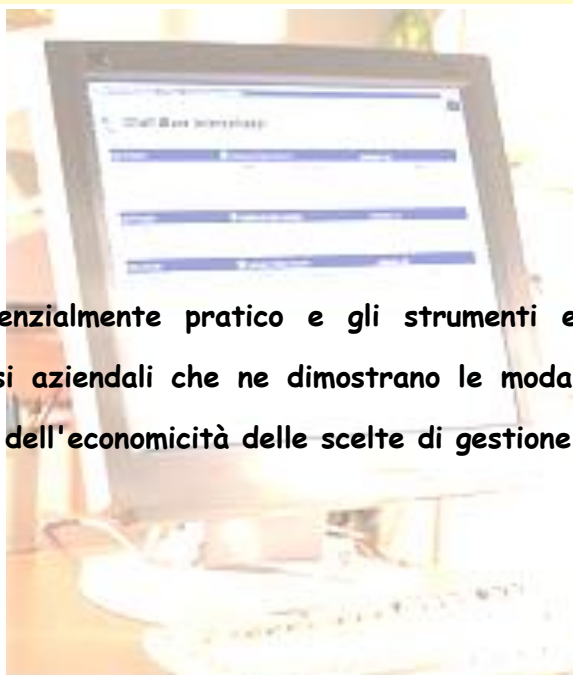 enzialmente pratico e gli strumenti e
si aziendali che ne dimostrano le moda
dell'economicità delle scelte di gestione